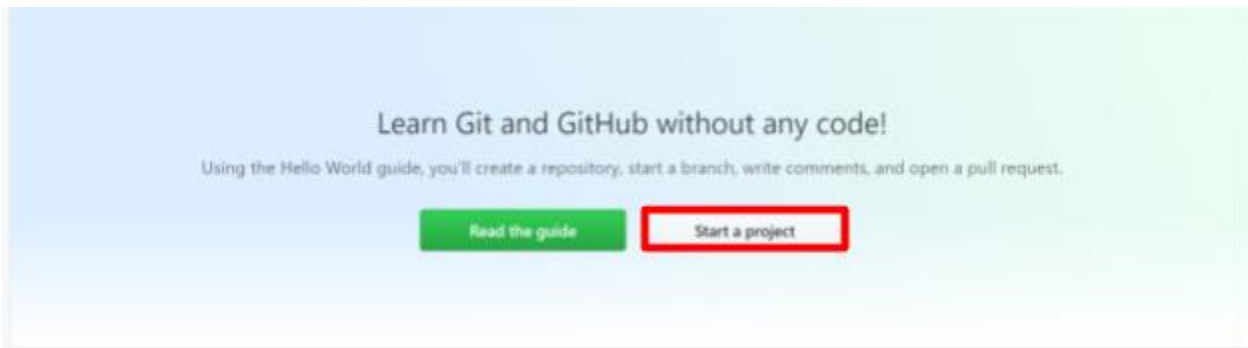 Learn Git and GitHub without any code!
Using the Hello World guide, you'll create a repository, start a branch, write comments, and open a pull request.
Read the guide
Start a project